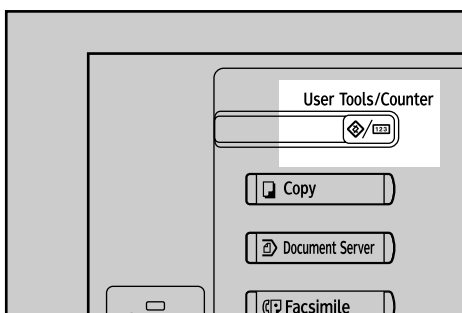 User Tools/Counter
/123
Copy
Document Server
Facsimile